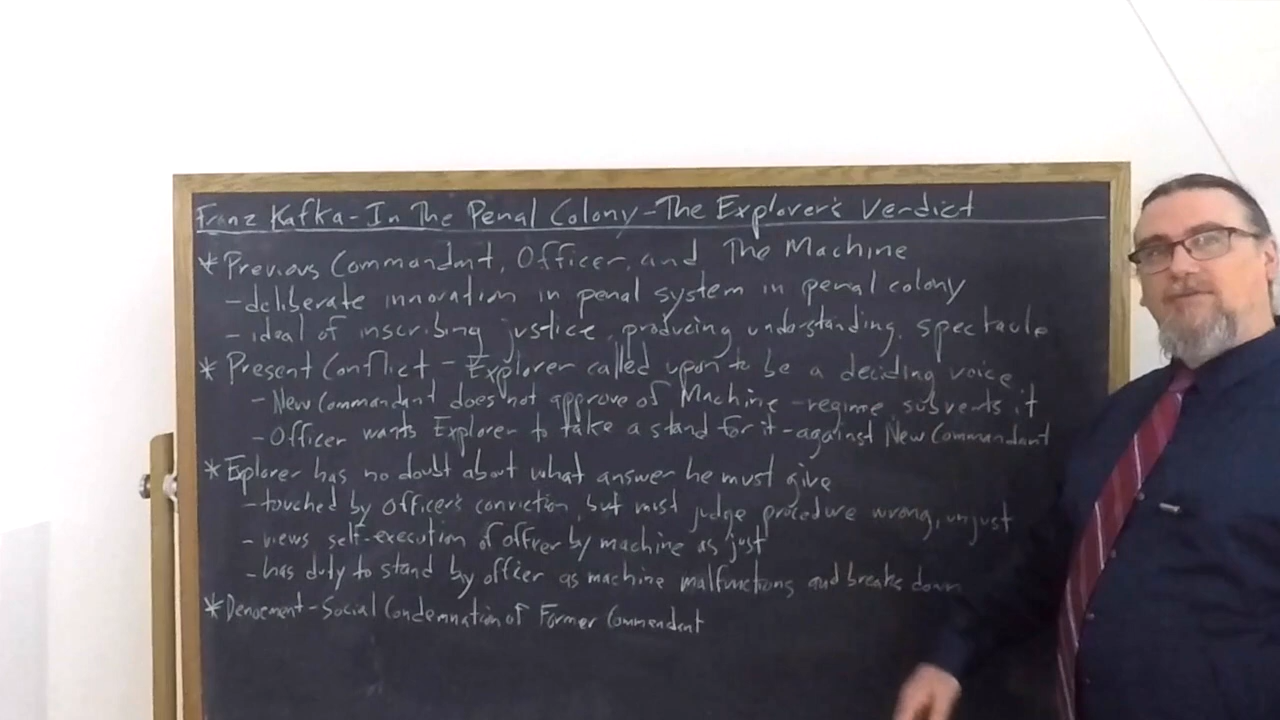 Franz Kafka - In The Penal Colony - The Explorer's Verdict
* Previous Commandant, Officer, and The Machine
- deliberate innovation in penal system in penal colony
- ideal of inscribing justice, producing understanding, spectacle
* Present Conflict - Explorer called upon to be a deciding voice
- New Commandant does not approve of Machine - regime subverts it
- Officer wants Explorer to take a stand for it - against New Commandant
* Explorer has no doubt about what answer he must give
- touched by officer's conviction, but must judge procedure wrong, unjust
- views self-execution of officer by machine as just
- has duty to stand by officer as machine malfunctions and breaks down
* Denoument - Social Condemnation of Former Commandant